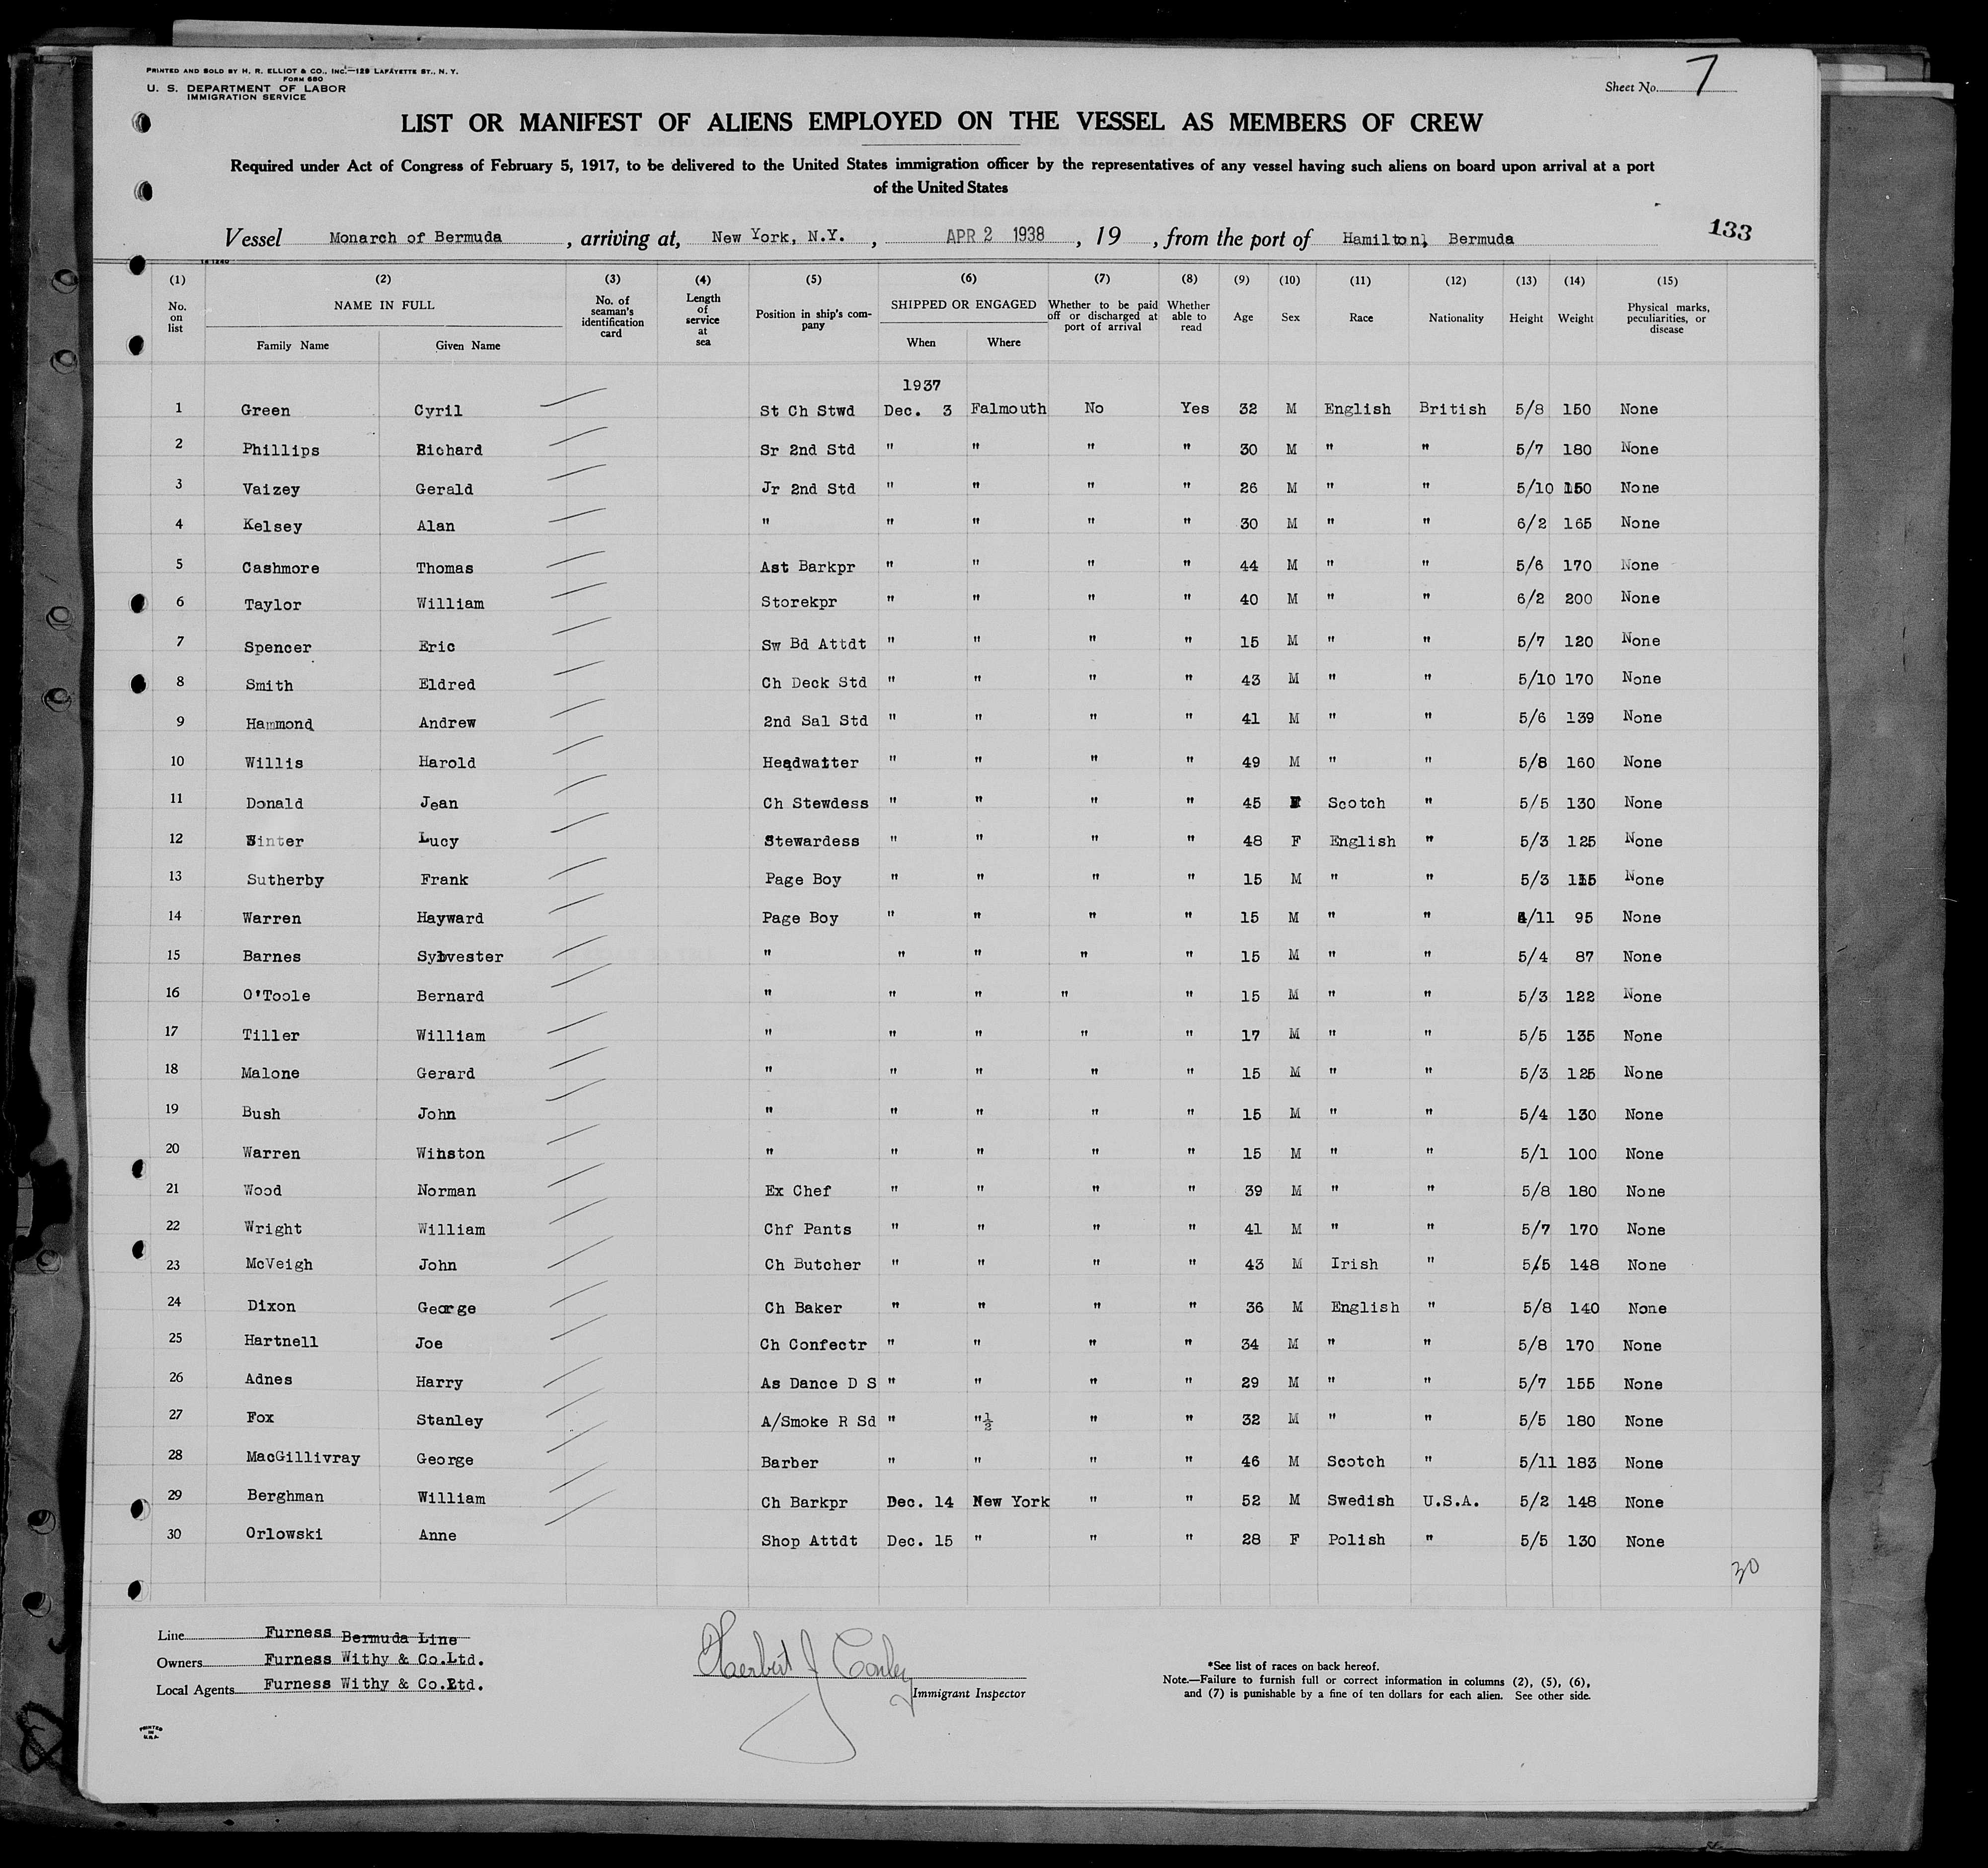 PRINTED AND SOLD BY H. R. ELLIOT & CO., INC.—129 LAFAYETTE ST., N. Y.
FORM 680
U. S. DEPARTMENT OF LABOR
IMMIGRATION SERVICE
Sheet No. 7
LIST OR MANIFEST OF ALIENS EMPLOYED ON THE VESSEL AS MEMBERS OF CREW
Required under Act of Congress of February 5, 1917, to be delivered to the United States immigration officer by the representatives of any vessel having such aliens on board upon arrival at a port
of the United States
133
Vessel Monarch of Bermuda, arriving at, New York, N.Y., APR 2 1938, 19, from the port of Hamilton, Bermuda
(1) (2) (3) (4) (5) (6) (7) (8) (9) (10) (11) (12) (13) (14) (15)
No. on list NAME IN FULL Family Name Given Name No. of seaman's identification card Length of service at sea Position in ship's company SHIPPED OR ENGAGED When Where Whether to be paid off or discharged at port of arrival Whether able to read Age Sex Race Nationality Height Weight Physical marks, peculiarities, or disease
1937
1 Green Cyril St Ch Stwd Dec. 3 Falmouth No Yes 32 M English British 5/8 150 None
2 Phillips Richard Sr 2nd Std " " " " 30 M " " 5/7 180 None
3 Vaizey Gerald Jr 2nd Std " " " " 26 M " " 5/10 150 None
4 Kelsey Alan " " " " " 30 M " " 6/2 165 None
5 Cashmore Thomas Ast Barkpr " " " " 44 M " " 5/6 170 None
6 Taylor William Storekpr " " " " 40 M " " 6/2 200 None
7 Spencer Eric Sw Bd Attdt " " " " 15 M " " 5/7 120 None
8 Smith Eldred Ch Deck Std " " " " 43 M " " 5/10 170 None
9 Hammond Andrew 2nd Sal Std " " " " 41 M " " 5/6 139 None
10 Willis Harold Headwaiter " " " " 49 M " " 5/8 160 None
11 Donald Jean Ch Stewdess " " " " 45 F Scotch " 5/5 130 None
12 Lucy Stewardess " " " " 48 F English " 5/3 125 None
13 Sutherby Frank Page Boy " " " " 15 M " " 5/3 None
14 Warren Hayward Page Boy " " " " 15 M " " 4/11 95 None
15 Barnes Sylvester " " " " " 15 M " " 5/4 87 None
16 O'Toole Bernard " " " " " 15 M " " 5/3 122 None
17 Tiller William " " " " " 17 M " " 5/5 135 None
18 Malone Gerard " " " " " 15 M " " 5/3 125 None
19 Bush John " " " " " 15 M " " 5/4 130 None
20 Warren Winston " " " " " 15 M " " 5/1 100 None
21 Wood Norman Ex Chef " " " " 39 M " " 5/8 180 None
22 Wright William Chf Pants " " " " 41 M " " 5/7 170 None
23 McVeigh John Ch Butcher " " " " 43 M Irish " 5/5 148 None
24 Dixon George Ch Baker " " " " 36 M English " 5/8 140 None
25 Hartnell Joe Ch Confectr " " " " 34 M " " 5/8 170 None
26 Adnes Harry As Dance D S " " " " 29 M " " 5/7 155 None
27 Fox Stanley A/Smoke R Sd " "½ " " 32 M " " 5/5 180 None
28 MacGillivray George Barber " " " " 46 M Scotch " 5/11 183 None
29 Berghman William Ch Barkpr Dec. 14 New York " " 52 M Swedish U.S.A. 5/2 148 None
30 Orlowski Anne Shop Attdt Dec. 15 " " " 28 F Polish " 5/5 130 None
30
Line Furness Bermuda Line
Owners Furness Withy & Co.Ltd.
Local Agents Furness Withy & Co.Ltd.
Herbert J Conley
Immigrant Inspector
*See list of races on back hereof.
Note.—Failure to furnish full or correct information in columns (2), (5), (6),
and (7) is punishable by a fine of ten dollars for each alien. See other side.
PRINTED
IN
U.S.A.